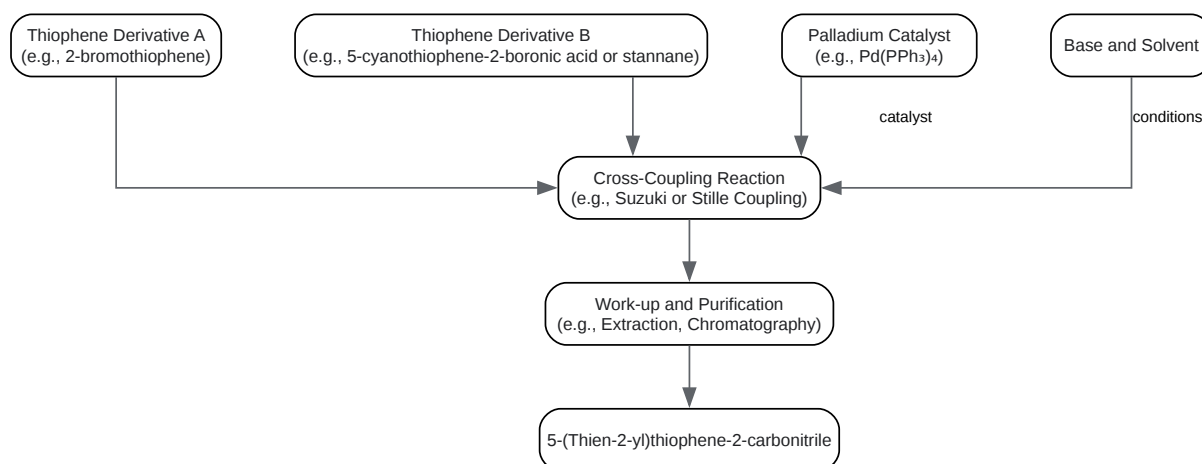 Thiophene Derivative A
(e.g., 2-bromothiophene)
Thiophene Derivative B
(e.g., 5-cyanothiophene-2-boronic acid or stannane)
Palladium Catalyst
(e.g., Pd(PPh₃)₄)
Base and Solvent
catalyst
conditions
Cross-Coupling Reaction
(e.g., Suzuki or Stille Coupling)
Work-up and Purification
(e.g., Extraction, Chromatography)
5-(Thien-2-yl)thiophene-2-carbonitrile